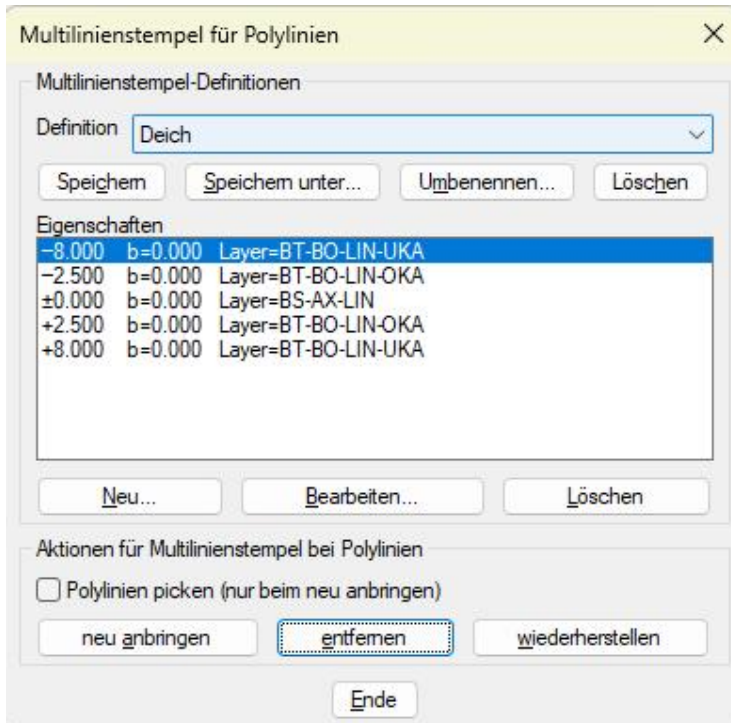 Multilinienstempel für Polylinien
Multilinienstempel-Definitionen
Definition Deich
Speichern Speichern unter... Umbenennen... Löschen
Eigenschaften
−8.000 b=0.000 Layer=BT-BO-LIN-UKA
−2.500 b=0.000 Layer=BT-BO-LIN-OKA
±0.000 b=0.000 Layer=BS-AX-LIN
+2.500 b=0.000 Layer=BT-BO-LIN-OKA
+8.000 b=0.000 Layer=BT-BO-LIN-UKA
Neu... Bearbeiten... Löschen
Aktionen für Multilinienstempel bei Polylinien
Polylinien picken (nur beim neu anbringen)
neu anbringen entfernen wiederherstellen
Ende